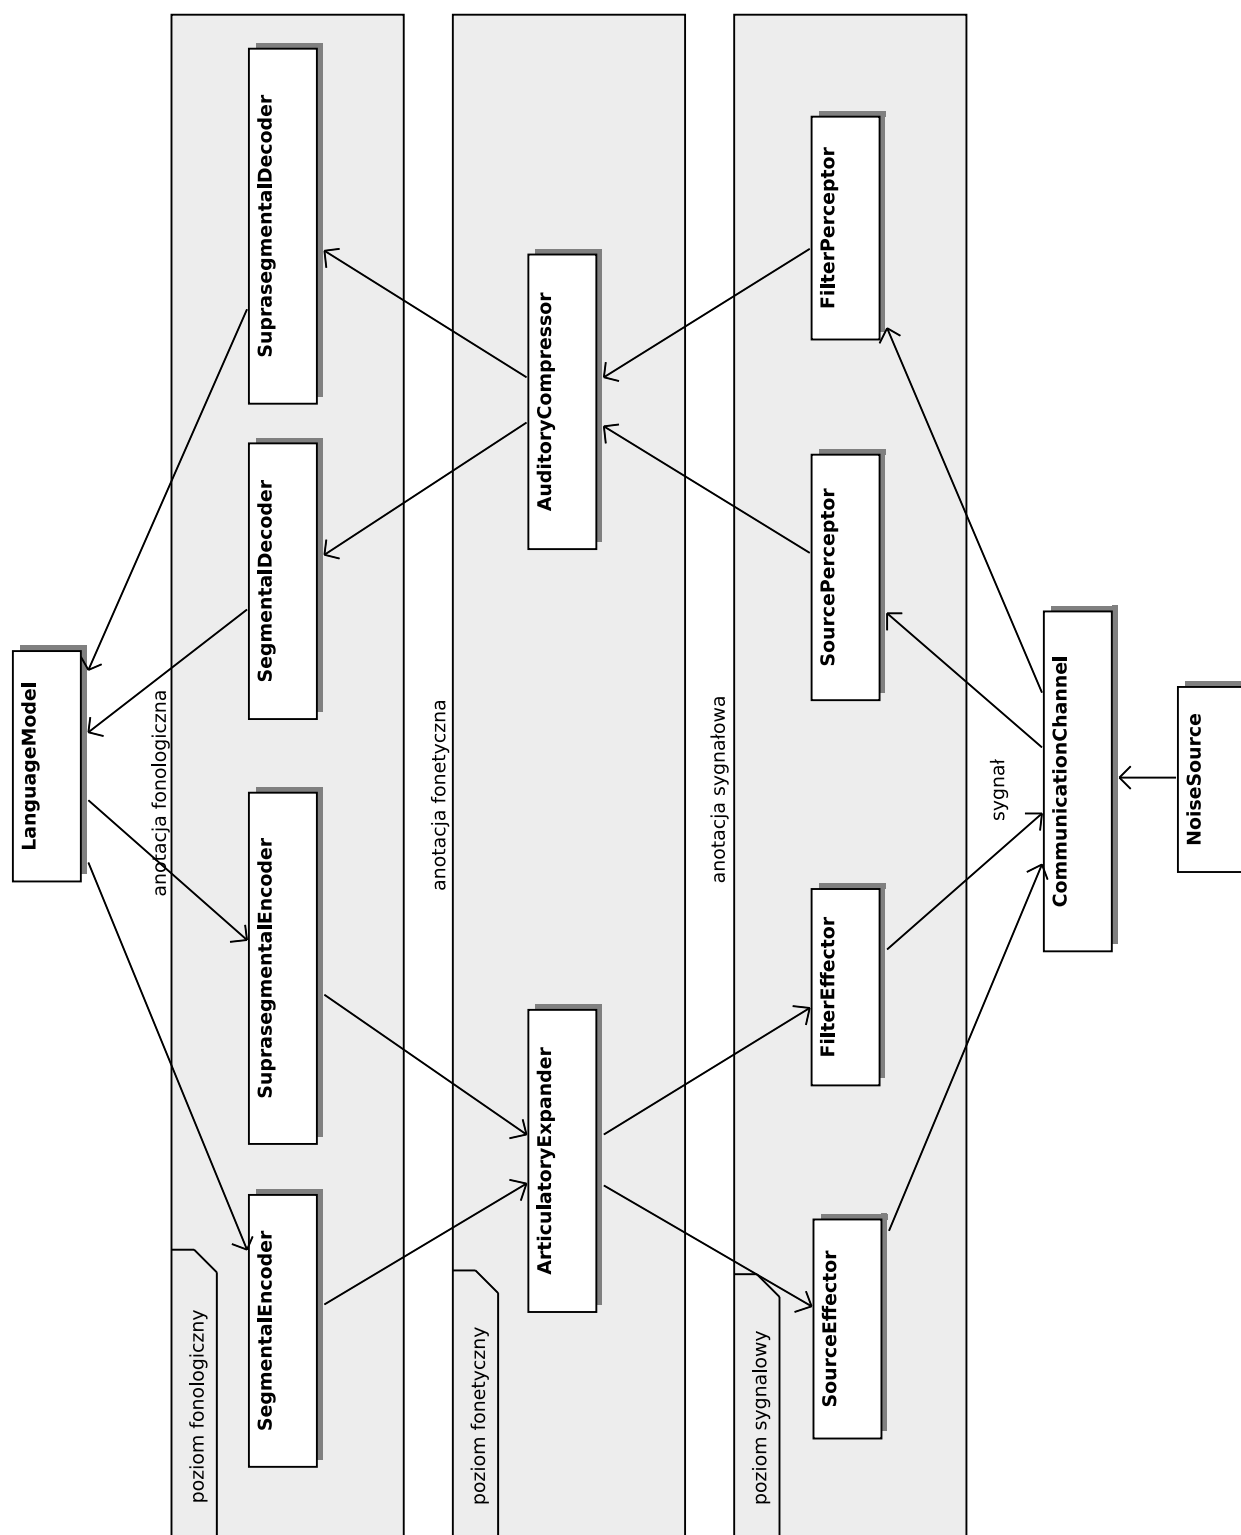 LanguageModel
anotacja fonologiczna
poziom fonologiczny
SegmentalEncoder
SuprasegmentalEncoder
SegmentalDecoder
SuprasegmentalDecoder
anotacja fonetyczna
poziom fonetyczny
ArticulatoryExpander
AuditoryCompressor
anotacja sygnałowa
poziom sygnalowy
SourceEffector
FilterEffector
SourcePerceptor
FilterPerceptor
sygnał
CommunicationChannel
NoiseSource